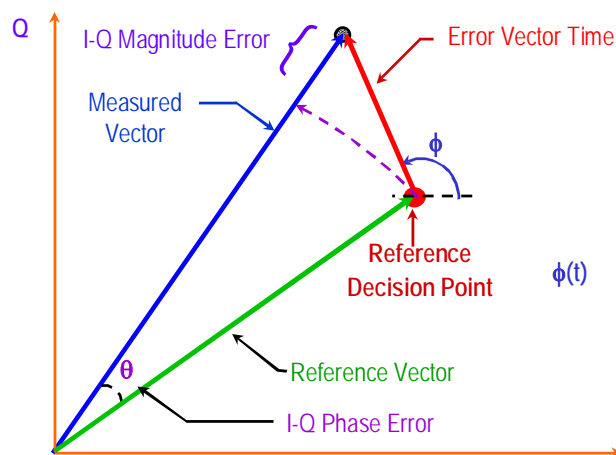 Q
I-Q Magnitude Error
Error Vector Time
Measured
Vector
ϕ
Reference
Decision Point
ϕ(t)
θ
Reference Vector
I-Q Phase Error